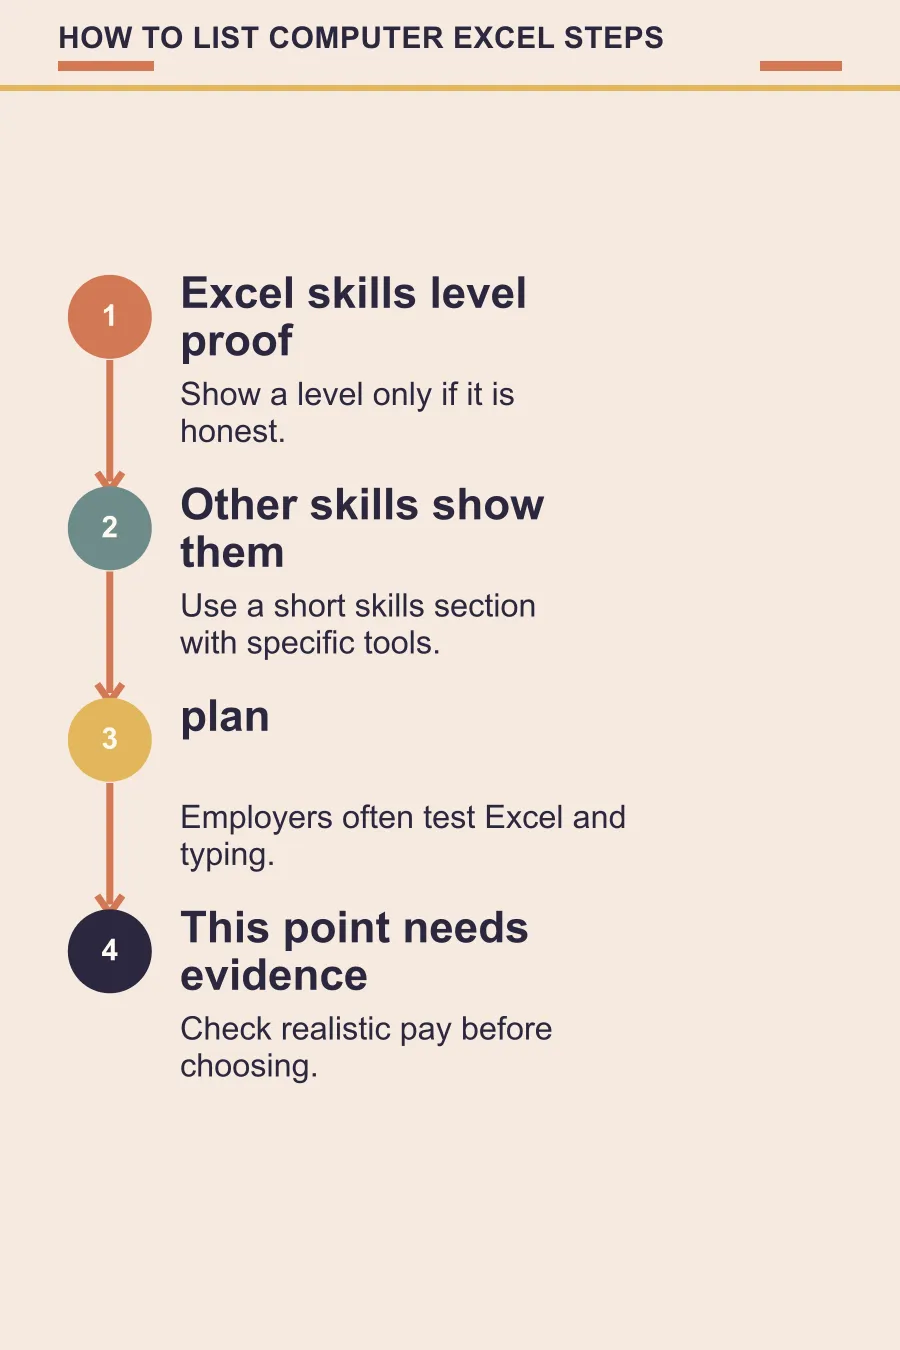 HOW TO LIST COMPUTER EXCEL STEPS
1
Excel skills level
proof
Show a level only if it is
honest.
2
Other skills show
them
Use a short skills section
with specific tools.
3
plan
Employers often test Excel and
typing.
4
This point needs
evidence
Check realistic pay before
choosing.